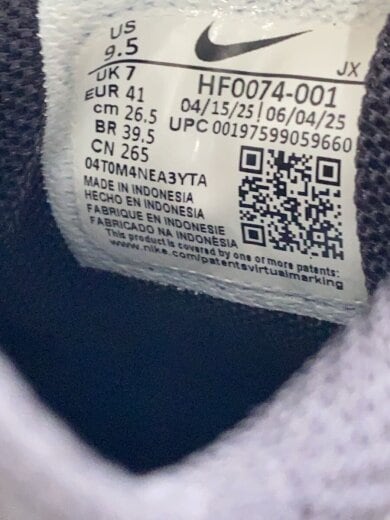 US
9.5
UK 7
EUR 41
cm 26.5
BR 39.5
CN 265
JX
HF0074-001
04/15/25 | 06/04/25
UPC 00197599059660
04T0M4NEA3YTA
MADE IN INDONESIA
HECHO EN INDONESIA
FABRIQUE EN INDONESIE
FABRICADO NA INDONESIA
This product is covered by one or more patents:
www.nike.com/patentsvirtualmarking